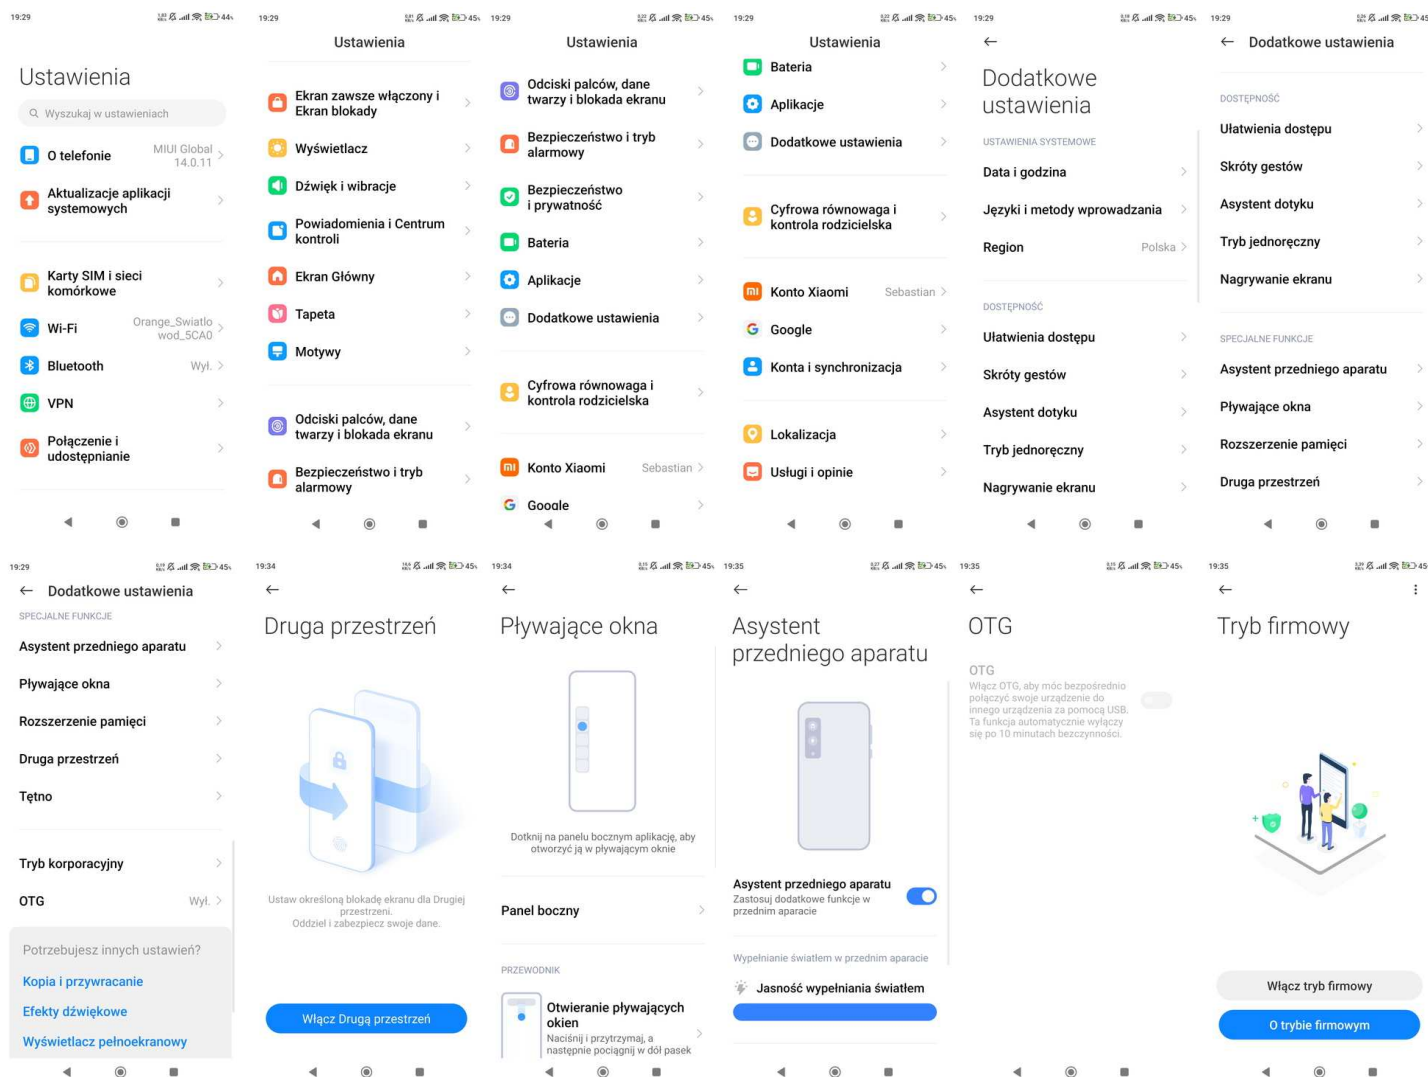 19:29
44
Ustawienia
Wyszukaj w ustawieniach
O telefonie
MIUI Global
14.0.11
Aktualizacje aplikacji
systemowych
Karty SIM i sieci
komórkowe
Wi-Fi
Orange_Swiatlo
wod_5CA0
Bluetooth
Wył.
VPN
Połączenie i
udostępnianie
19:29
45
Ustawienia
Ekran zawsze włączony i
Ekran blokady
Wyświetlacz
Dźwięk i wibracje
Powiadomienia i Centrum
kontroli
Ekran Główny
Tapeta
Motywy
Odciski palców, dane
twarzy i blokada ekranu
Bezpieczeństwo i tryb
alarmowy
19:29
45
Ustawienia
Odciski palców, dane
twarzy i blokada ekranu
Bezpieczeństwo i tryb
alarmowy
Bezpieczeństwo
i prywatność
Bateria
Aplikacje
Dodatkowe ustawienia
Cyfrowa równowaga i
kontrola rodzicielska
Konto Xiaomi
Sebastian
Google
19:29
45
Ustawienia
Bateria
Aplikacje
Dodatkowe ustawienia
Cyfrowa równowaga i
kontrola rodzicielska
Konto Xiaomi
Sebastian
Google
Konta i synchronizacja
Lokalizacja
Usługi i opinie
19:29
45
Dodatkowe
ustawienia
USTAWIENIA SYSTEMOWE
Data i godzina
Języki i metody wprowadzania
Region
Polska
DOSTĘPNOŚĆ
Ułatwienia dostępu
Skróty gestów
Asystent dotyku
Tryb jednoręczny
Nagrywanie ekranu
19:29
45
Dodatkowe ustawienia
DOSTĘPNOŚĆ
Ułatwienia dostępu
Skróty gestów
Asystent dotyku
Tryb jednoręczny
Nagrywanie ekranu
SPECJALNE FUNKCJE
Asystent przedniego aparatu
Pływające okna
Rozszerzenie pamięci
Druga przestrzeń
19:29
45
Dodatkowe ustawienia
SPECJALNE FUNKCJE
Asystent przedniego aparatu
Pływające okna
Rozszerzenie pamięci
Druga przestrzeń
Tętno
Tryb korporacyjny
OTG
Wył.
Potrzebujesz innych ustawień?
Kopia i przywracanie
Efekty dźwiękowe
Wyświetlacz pełnoekranowy
19:34
45
Druga przestrzeń
Ustaw określoną blokadę ekranu dla Drugiej
przestrzeni.
Oddziel i zabezpiecz swoje dane.
Włącz Drugą przestrzeń
19:34
45
Pływające okna
Dotknij na panelu bocznym aplikację, aby
otworzyć ją w pływającym oknie
Panel boczny
PRZEWODNIK
Otwieranie pływających
okien
Naciśnij i przytrzymaj, a
następnie pociągnij w dół pasek
19:35
45
Asystent
przedniego aparatu
Asystent przedniego aparatu
Zastosuj dodatkowe funkcje w
przednim aparacie
Wypełnianie światłem w przednim aparacie
Jasność wypełniania światłem
19:35
45
OTG
OTG
Włącz OTG, aby móc bezpośrednio
połączyć swoje urządzenie do
innego urządzenia za pomocą USB.
Ta funkcja automatycznie wyłączy
się po 10 minutach bezczynności.
19:35
45
Tryb firmowy
Włącz tryb firmowy
O trybie firmowym